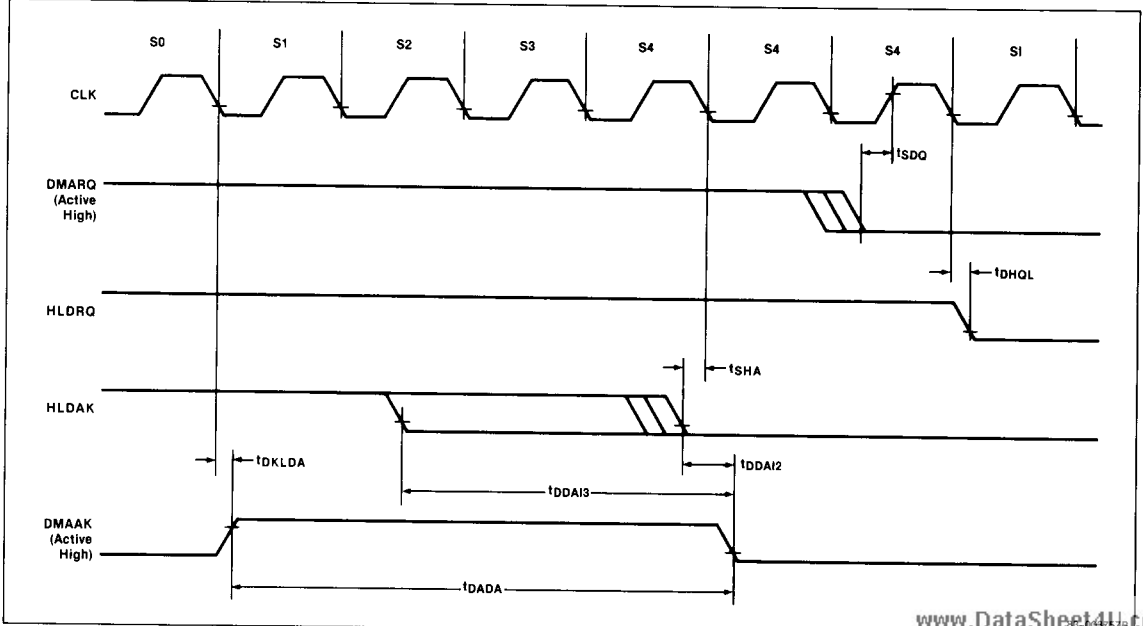 S0 S1 S2 S3 S4 S4 S4 SI
CLK
tSDQ
DMARQ
(Active
High)
tDHQL
HLDRQ
tSHA
HLDAK
tDKLDA
tDDAI2
tDDAI3
DMAAK
(Active
High)
tDADA
www.DataSheet4U.c